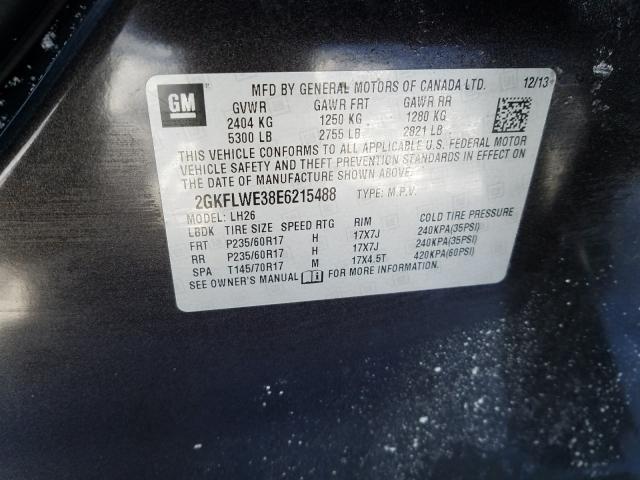 GM
MFD BY GENERAL MOTORS OF CANADA LTD. 12/13
GVWR GAWR FRT GAWR RR
2404 KG 1250 KG 1280 KG
5300 LB 2755 LB 2821 LB
THIS VEHICLE CONFORMS TO ALL APPLICABLE U.S. FEDERAL MOTOR
VEHICLE SAFETY AND THEFT PREVENTION STANDARDS IN EFFECT ON
THE DATE OF MANUFACTURE SHOWN ABOVE.
2GKFLWE38E6215488 TYPE: M.P.V.
MODEL: LH26
LBDK TIRE SIZE SPEED RTG RIM COLD TIRE PRESSURE
FRT P235/60R17 H 17X7J 240KPA(35PSI)
RR P235/60R17 H 17X7J 240KPA(35PSI)
SPA T145/70R17 M 17X4.5T 420KPA(60PSI)
SEE OWNER'S MANUAL FOR MORE INFORMATION.